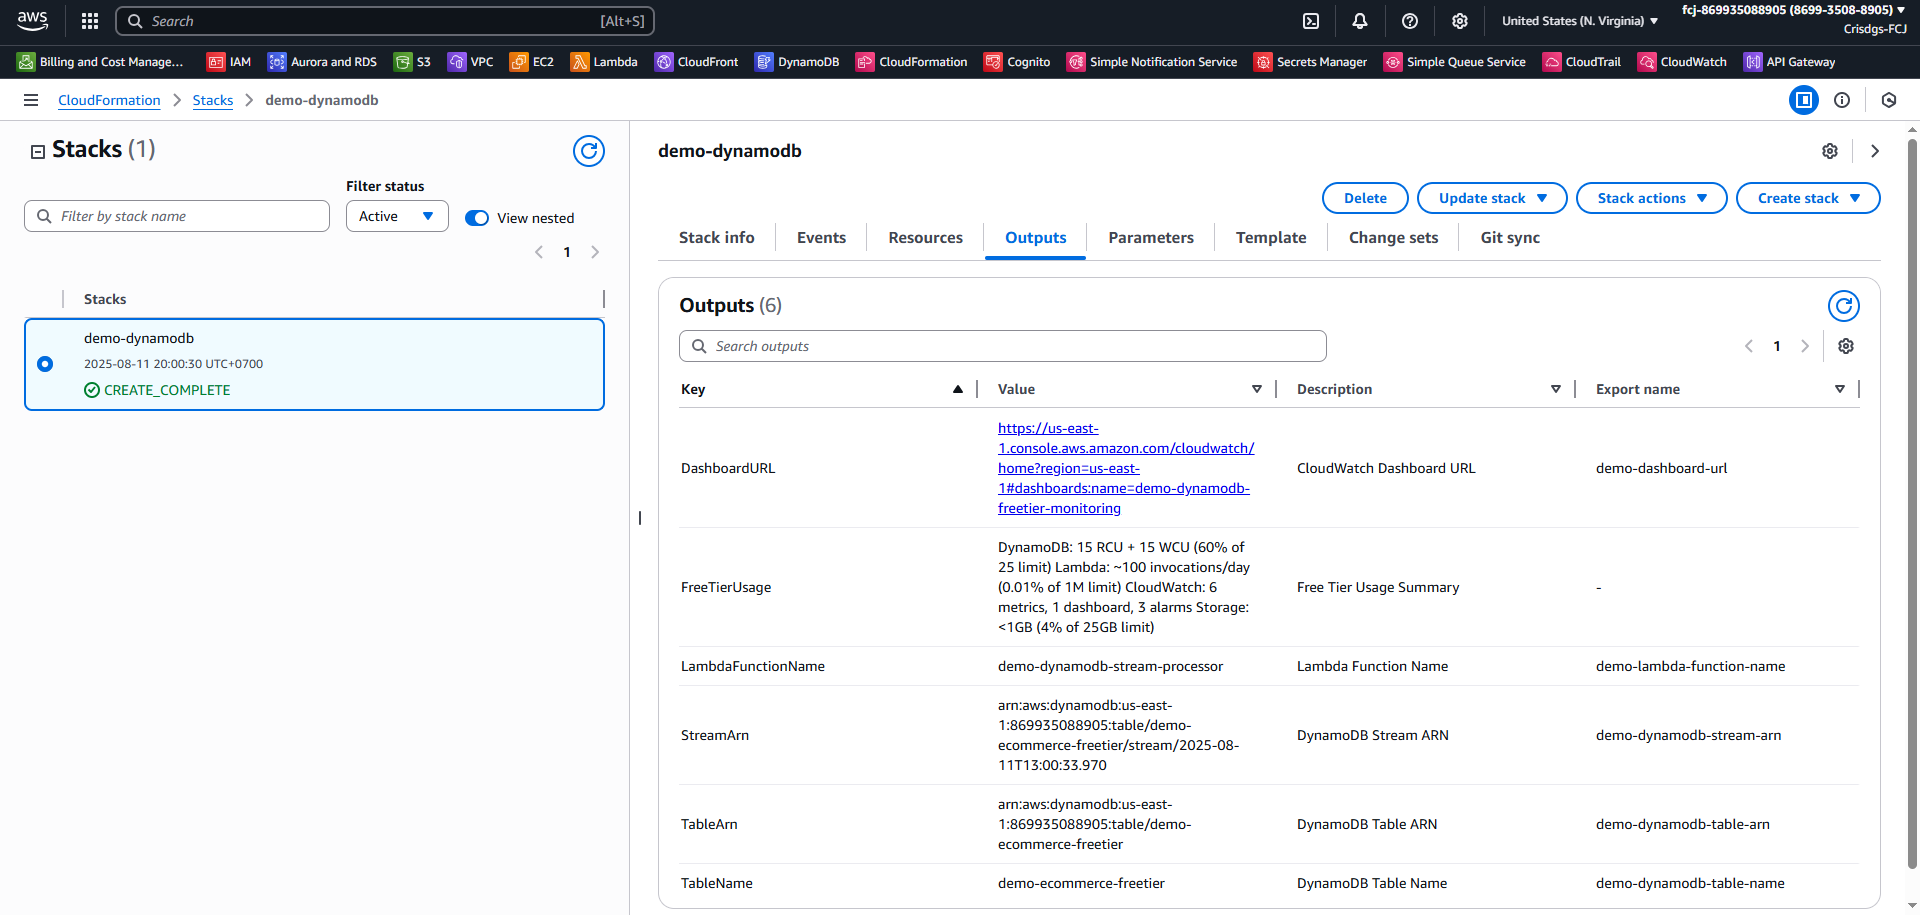 aws
Search [Alt+S]
United States (N. Virginia)
fcj-869935088905 (8699-3508-8905)
Crisdgs-FCJ
Billing and Cost Manage... IAM Aurora and RDS S3 VPC EC2 Lambda CloudFront DynamoDB CloudFormation Cognito Simple Notification Service Secrets Manager Simple Queue Service CloudTrail CloudWatch API Gateway
CloudFormation Stacks demo-dynamodb
Stacks (1)
Filter status
Filter by stack name
Active
View nested
1
Stacks
demo-dynamodb
2025-08-11 20:00:30 UTC+0700
CREATE_COMPLETE
demo-dynamodb
Delete Update stack Stack actions Create stack
Stack info Events Resources Outputs Parameters Template Change sets Git sync
Outputs (6)
Search outputs
1
Key Value Description Export name
DashboardURL
https://us-east-
1.console.aws.amazon.com/cloudwatch/
home?region=us-east-
1#dashboards:name=demo-dynamodb-
freetier-monitoring
CloudWatch Dashboard URL
demo-dashboard-url
FreeTierUsage
DynamoDB: 15 RCU + 15 WCU (60% of
25 limit) Lambda: ~100 invocations/day
(0.01% of 1M limit) CloudWatch: 6
metrics, 1 dashboard, 3 alarms Storage:
<1GB (4% of 25GB limit)
Free Tier Usage Summary
-
LambdaFunctionName
demo-dynamodb-stream-processor
Lambda Function Name
demo-lambda-function-name
StreamArn
arn:aws:dynamodb:us-east-
1:869935088905:table/demo-
ecommerce-freetier/stream/2025-08-
11T13:00:33.970
DynamoDB Stream ARN
demo-dynamodb-stream-arn
TableArn
arn:aws:dynamodb:us-east-
1:869935088905:table/demo-
ecommerce-freetier
DynamoDB Table ARN
demo-dynamodb-table-arn
TableName
demo-ecommerce-freetier
DynamoDB Table Name
demo-dynamodb-table-name